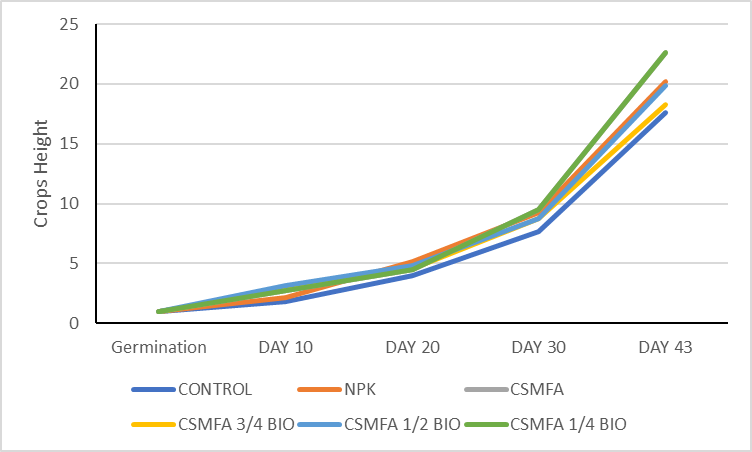 25
20
15
10
5
0
Crops Height
Germination DAY 10 DAY 20 DAY 30 DAY 43
CONTROL NPK CSMFA
CSMFA 3/4 BIO CSMFA 1/2 BIO CSMFA 1/4 BIO